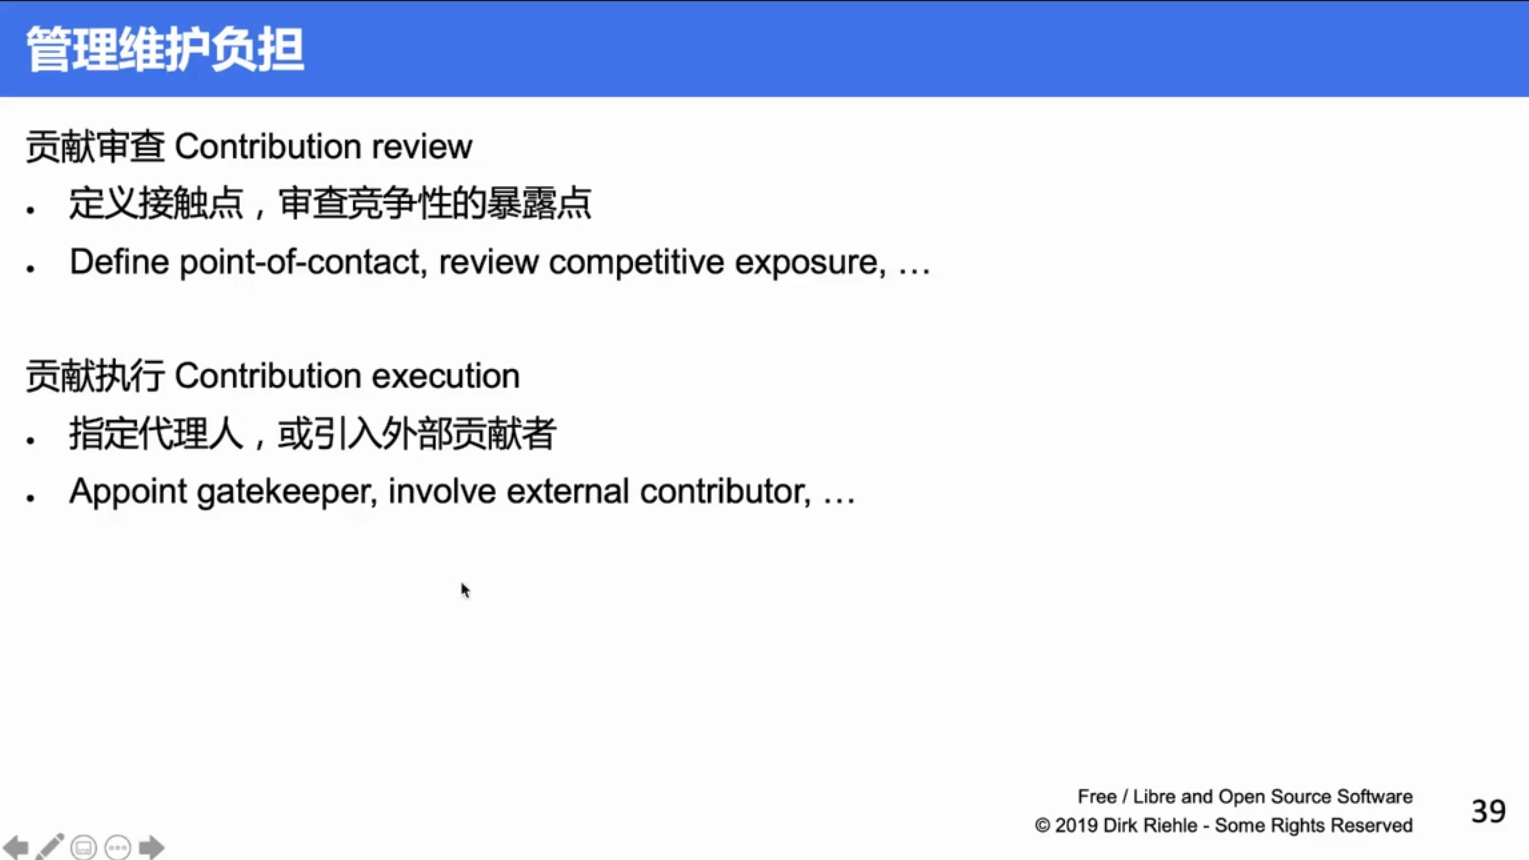 管理维护负担
贡献审查 Contribution review
• 定义接触点，审查竞争性的暴露点
• Define point-of-contact, review competitive exposure, …
贡献执行 Contribution execution
• 指定代理人，或引入外部贡献者
• Appoint gatekeeper, involve external contributor, …
Free / Libre and Open Source Software
© 2019 Dirk Riehle - Some Rights Reserved
39